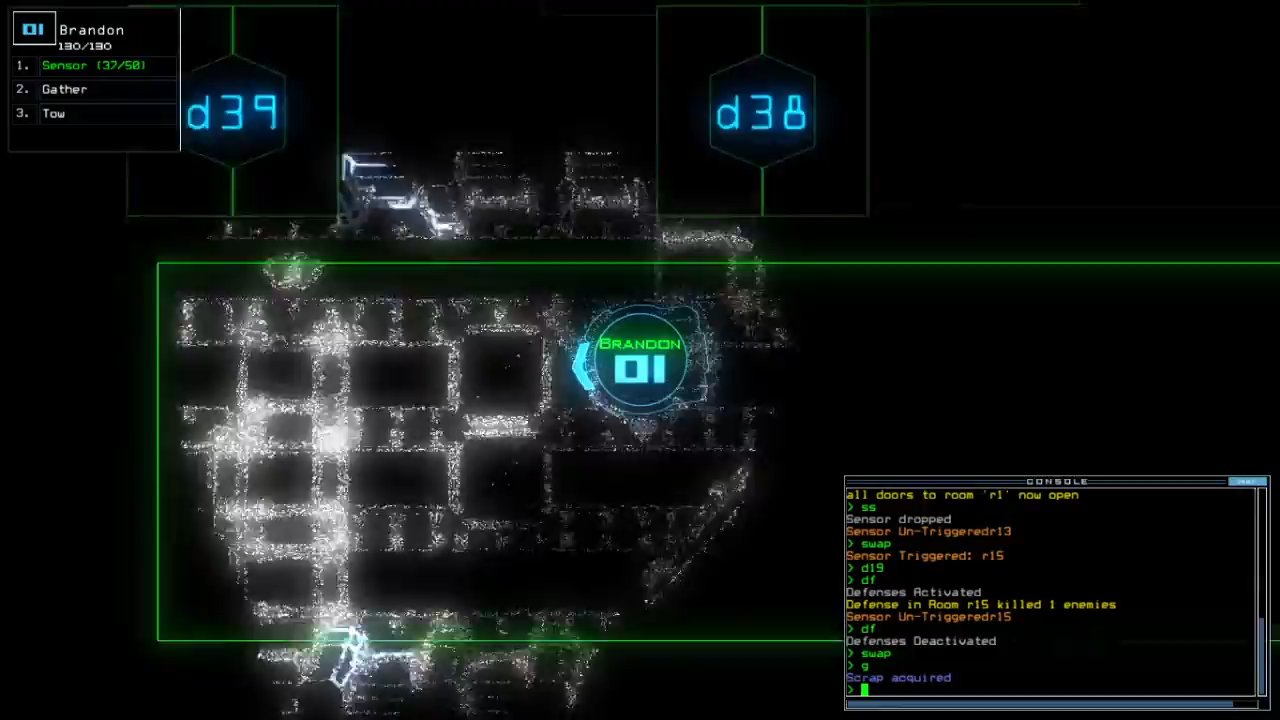 01 Brandon
130/130
1. Sensor (37/50)
2. Gather
3. Tow
d39
d38
BRANDON
01
CONSOLE
all doors to room 'r1' now open
> ss
Sensor dropped
Sensor Un-Triggeredr13
> swap
Sensor Triggered: r15
> d19
> df
Defenses Activated
Defense in Room r15 killed 1 enemies
Sensor Un-Triggeredr15
> df
Defenses Deactivated
> swap
> g
Scrap acquired
>